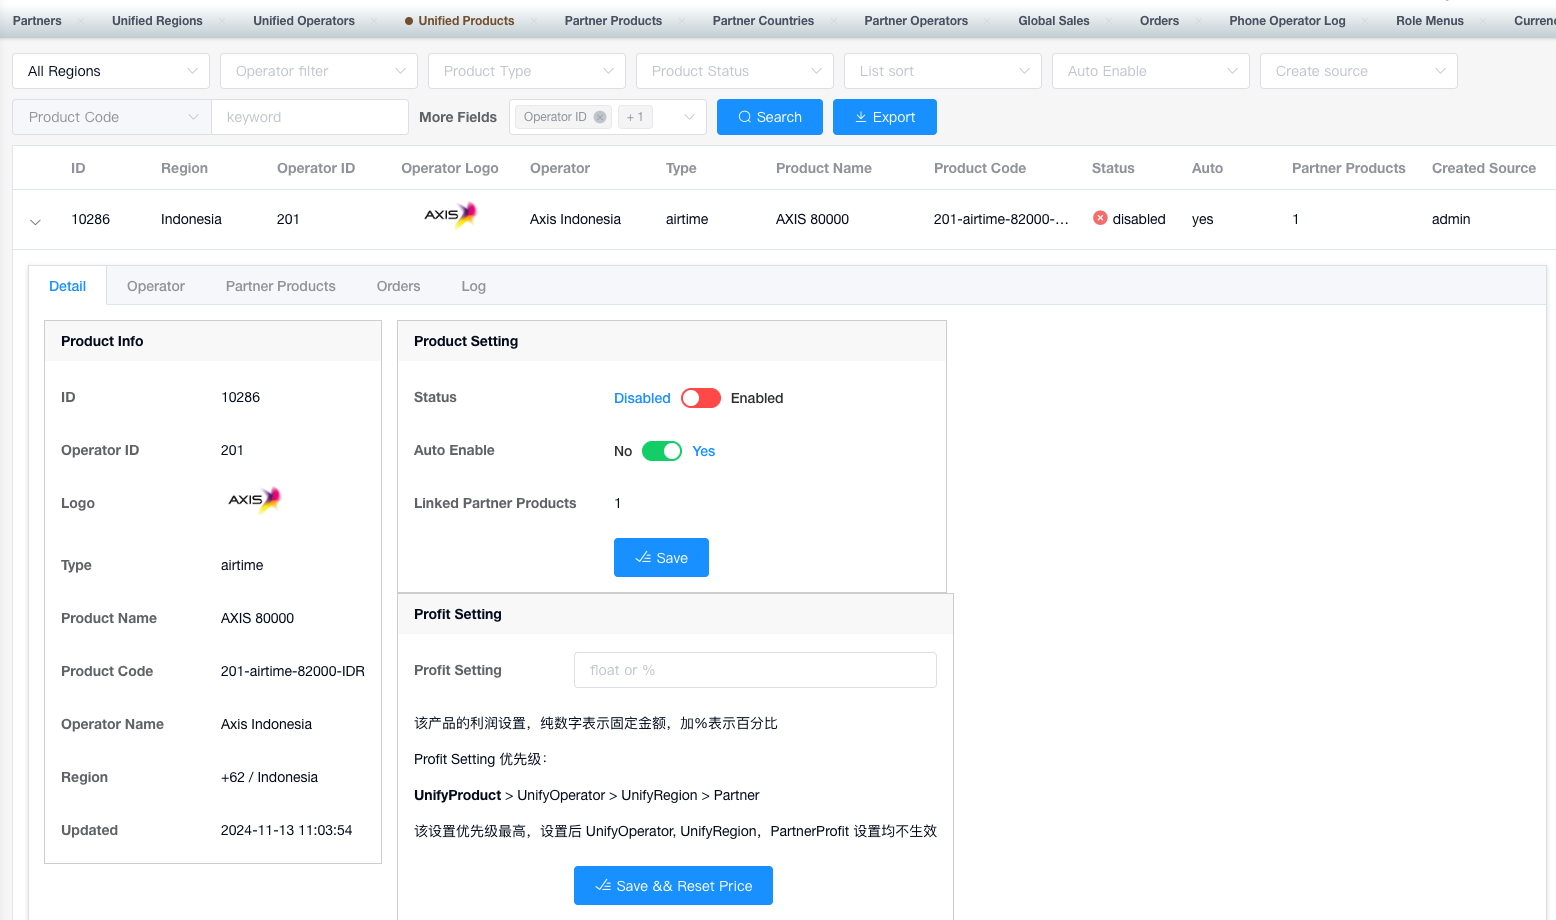 Partners Unified Regions Unified Operators Unified Products Partner Products Partner Countries Partner Operators Global Sales Orders Phone Operator Log Role Menus Curren
All Regions Operator filter Product Type Product Status List sort Auto Enable Create source
Product Code keyword More Fields Operator ID + 1 Search Export
ID Region Operator ID Operator Logo Operator Type Product Name Product Code Status Auto Partner Products Created Source
10286 Indonesia 201 AXIS Axis Indonesia airtime AXIS 80000 201-airtime-82000-... disabled yes 1 admin
Detail Operator Partner Products Orders Log
Product Info
ID 10286
Operator ID 201
Logo AXIS
Type airtime
Product Name AXIS 80000
Product Code 201-airtime-82000-IDR
Operator Name Axis Indonesia
Region +62 / Indonesia
Updated 2024-11-13 11:03:54
Product Setting
Status Disabled Enabled
Auto Enable No Yes
Linked Partner Products 1
Save
Profit Setting
Profit Setting float or %
该产品的利润设置，纯数字表示固定金额，加%表示百分比
Profit Setting 优先级：
UnifyProduct > UnifyOperator > UnifyRegion > Partner
该设置优先级最高，设置后 UnifyOperator, UnifyRegion，PartnerProfit 设置均不生效
Save && Reset Price